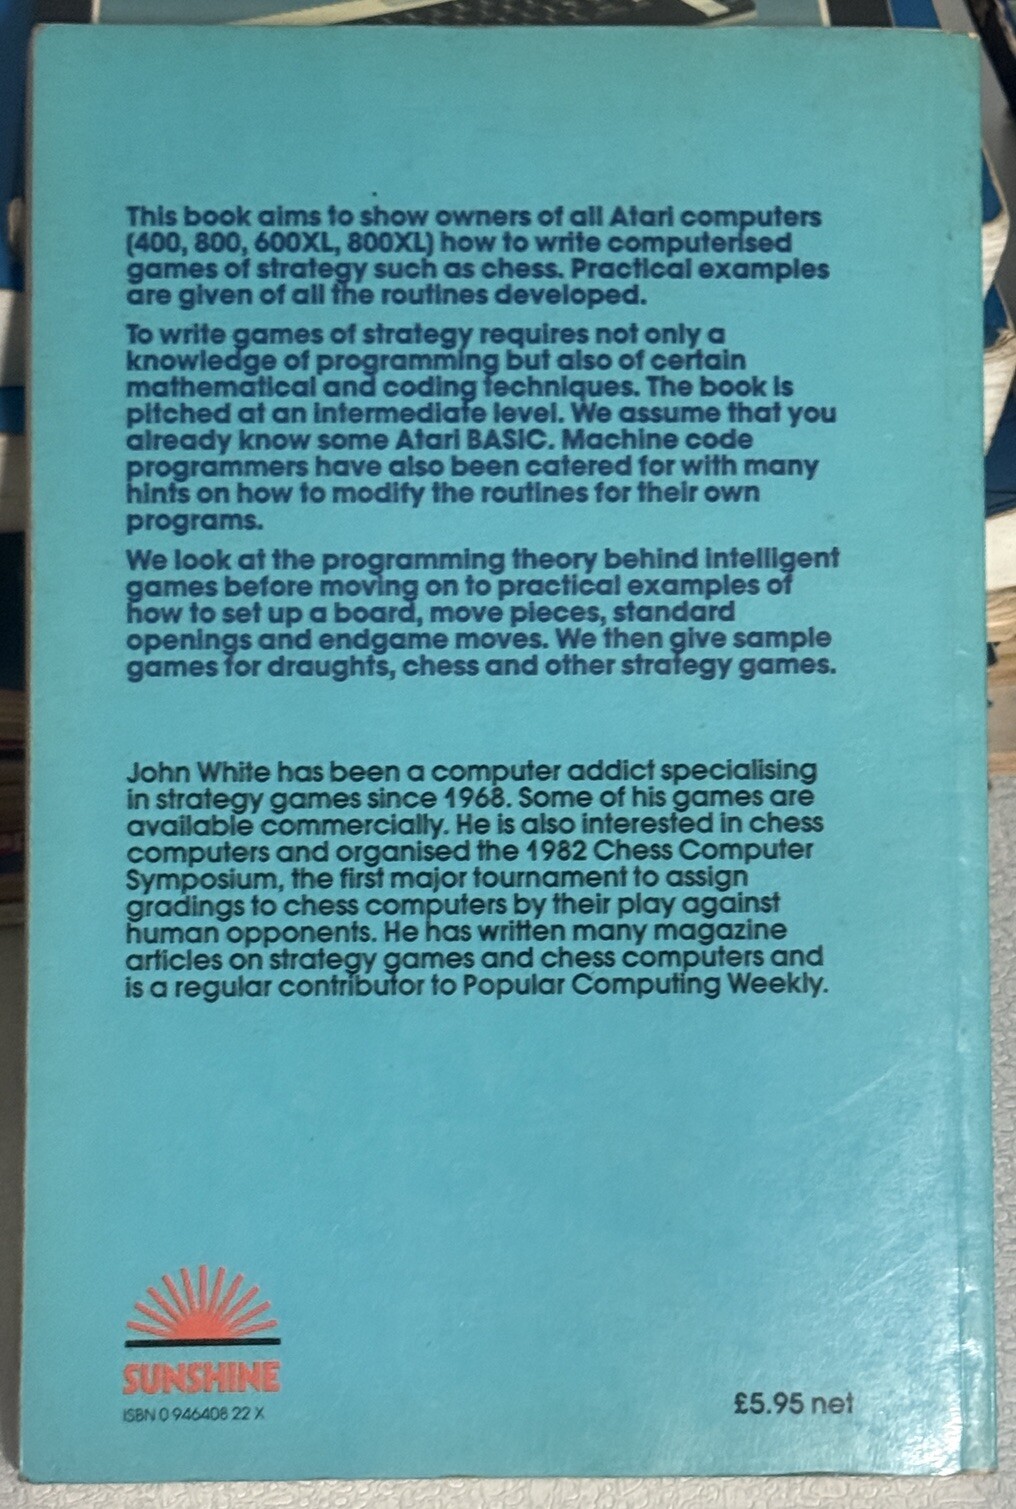 This book aims to show owners of all Atari computers
(400, 800, 600XL, 800XL) how to write computerised
games of strategy such as chess. Practical examples
are given of all the routines developed.
To write games of strategy requires not only a
knowledge of programming but also of certain
mathematical and coding techniques. The book is
pitched at an intermediate level. We assume that you
already know some Atari BASIC. Machine code
programmers have also been catered for with many
hints on how to modify the routines for their own
programs.
We look at the programming theory behind intelligent
games before moving on to practical examples of
how to set up a board, move pieces, standard
openings and endgame moves. We then give sample
games for draughts, chess and other strategy games.
John White has been a computer addict specialising
in strategy games since 1968. Some of his games are
available commercially. He is also interested in chess
computers and organised the 1982 Chess Computer
Symposium, the first major tournament to assign
gradings to chess computers by their play against
human opponents. He has written many magazine
articles on strategy games and chess computers and
is a regular contributor to Popular Computing Weekly.
SUNSHINE
ISBN 0 946408 22 X
£5.95 net